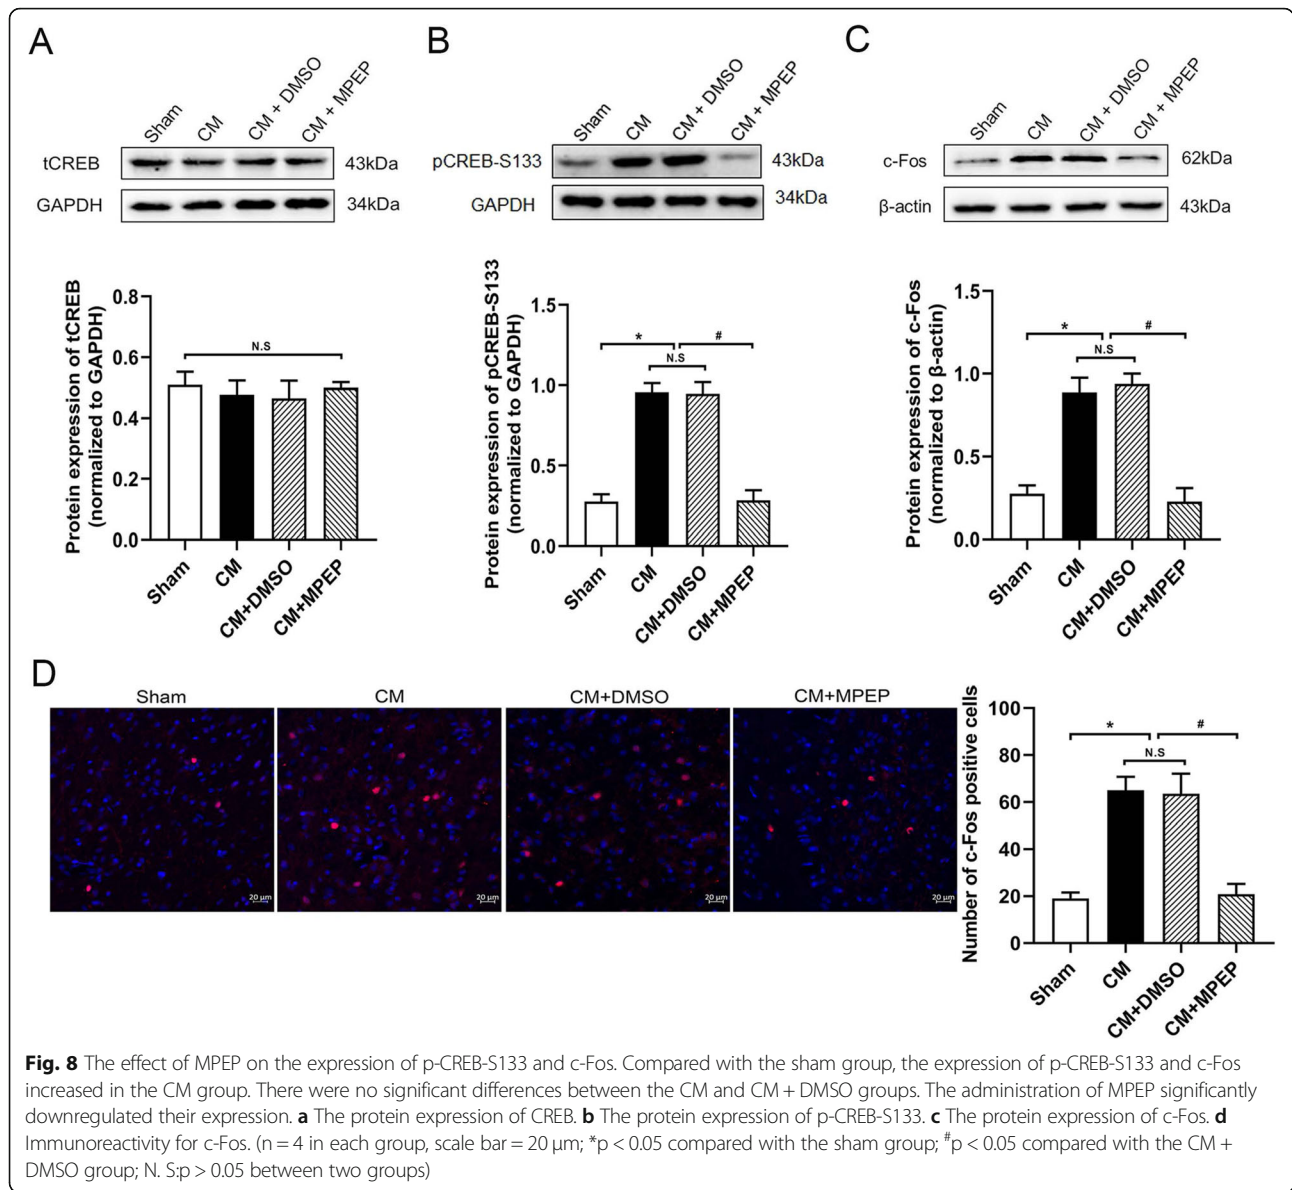 A
Sham
CM
CM + DMSO
CM + MPEP
tCREB
43kDa
GAPDH
34kDa
Protein expression of tCREB
(normalized to GAPDH)
0.8
0.6
0.4
0.2
0.0
N.S
Sham
CM
CM+DMSO
CM+MPEP
B
Sham
CM
CM + DMSO
CM + MPEP
pCREB-S133
43kDa
GAPDH
34kDa
Protein expression of pCREB-S133
(normalized to GAPDH)
1.5
1.0
0.5
0.0
*
#
N.S
Sham
CM
CM+DMSO
CM+MPEP
C
Sham
CM
CM + DMSO
CM + MPEP
c-Fos
62kDa
β-actin
43kDa
Protein expression of c-Fos
(normalized to β-actin)
1.5
1.0
0.5
0.0
*
#
N.S
Sham
CM
CM+DMSO
CM+MPEP
D
Sham
CM
CM+DMSO
CM+MPEP
20 μm
20 μm
20 μm
20 μm
Number of c-Fos positive cells
100
80
60
40
20
0
*
#
N.S
Sham
CM
CM+DMSO
CM+MPEP
Fig. 8 The effect of MPEP on the expression of p-CREB-S133 and c-Fos. Compared with the sham group, the expression of p-CREB-S133 and c-Fos
increased in the CM group. There were no significant differences between the CM and CM + DMSO groups. The administration of MPEP significantly
downregulated their expression. a The protein expression of CREB. b The protein expression of p-CREB-S133. c The protein expression of c-Fos. d
Immunoreactivity for c-Fos. (n = 4 in each group, scale bar = 20 μm; *p < 0.05 compared with the sham group; #p < 0.05 compared with the CM +
DMSO group; N. S:p > 0.05 between two groups)